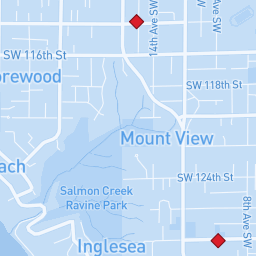 14th Ave SW
Ave SW
SW 116th St
orewood
SW 118th St
Mount View
ach
SW 124th St
Salmon Creek
Ravine Park
8th Ave SW
Inglesea